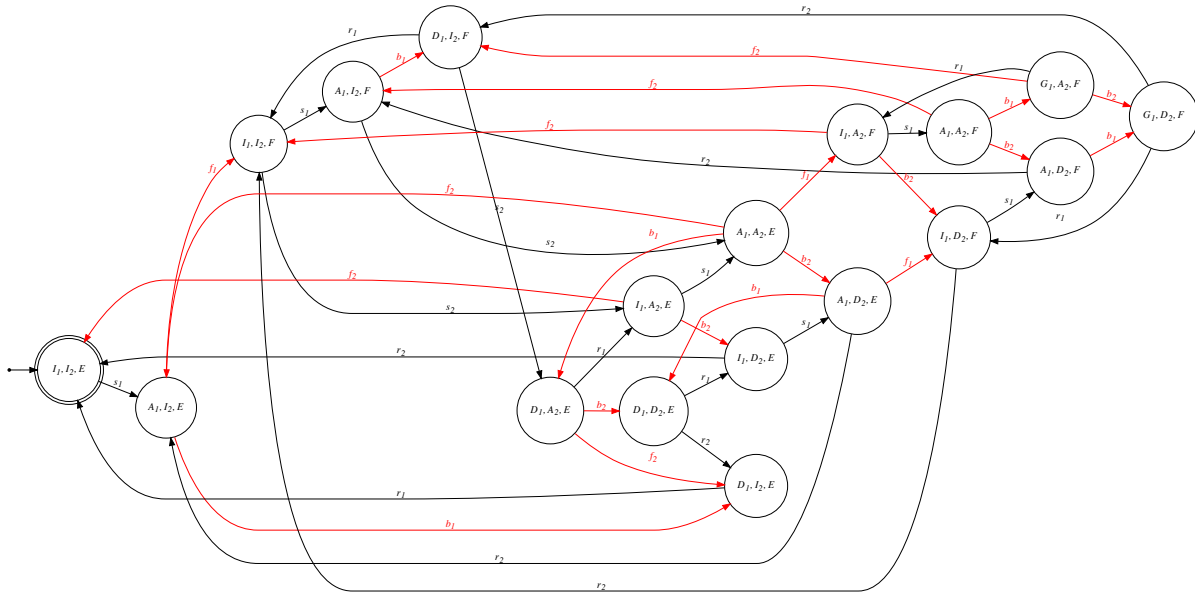 r₂
r₁
D₁, I₂, F
b₁
f₂
r₁
A₁, I₂, F
f₂
G₁, A₂, F
b₂
s₁
b₁
G₁, D₂, F
I₁, I₂, F
f₂
I₁, A₂, F
s₁
A₁, A₂, F
b₁
b₂
f₁
r₂
f₁
b₂
A₁, D₂, F
f₂
s₁
s₂
b₁
A₁, A₂, E
I₁, D₂, F
r₁
s₂
b₂
f₁
f₂
s₁
b₁
A₁, D₂, E
s₂
I₁, A₂, E
b₂
s₁
I₁, I₂, E
r₂
r₁
I₁, D₂, E
s₁
r₁
A₁, I₂, E
D₁, A₂, E
b₂
D₁, D₂, E
r₂
f₂
D₁, I₂, E
r₁
b₁
r₂
r₂